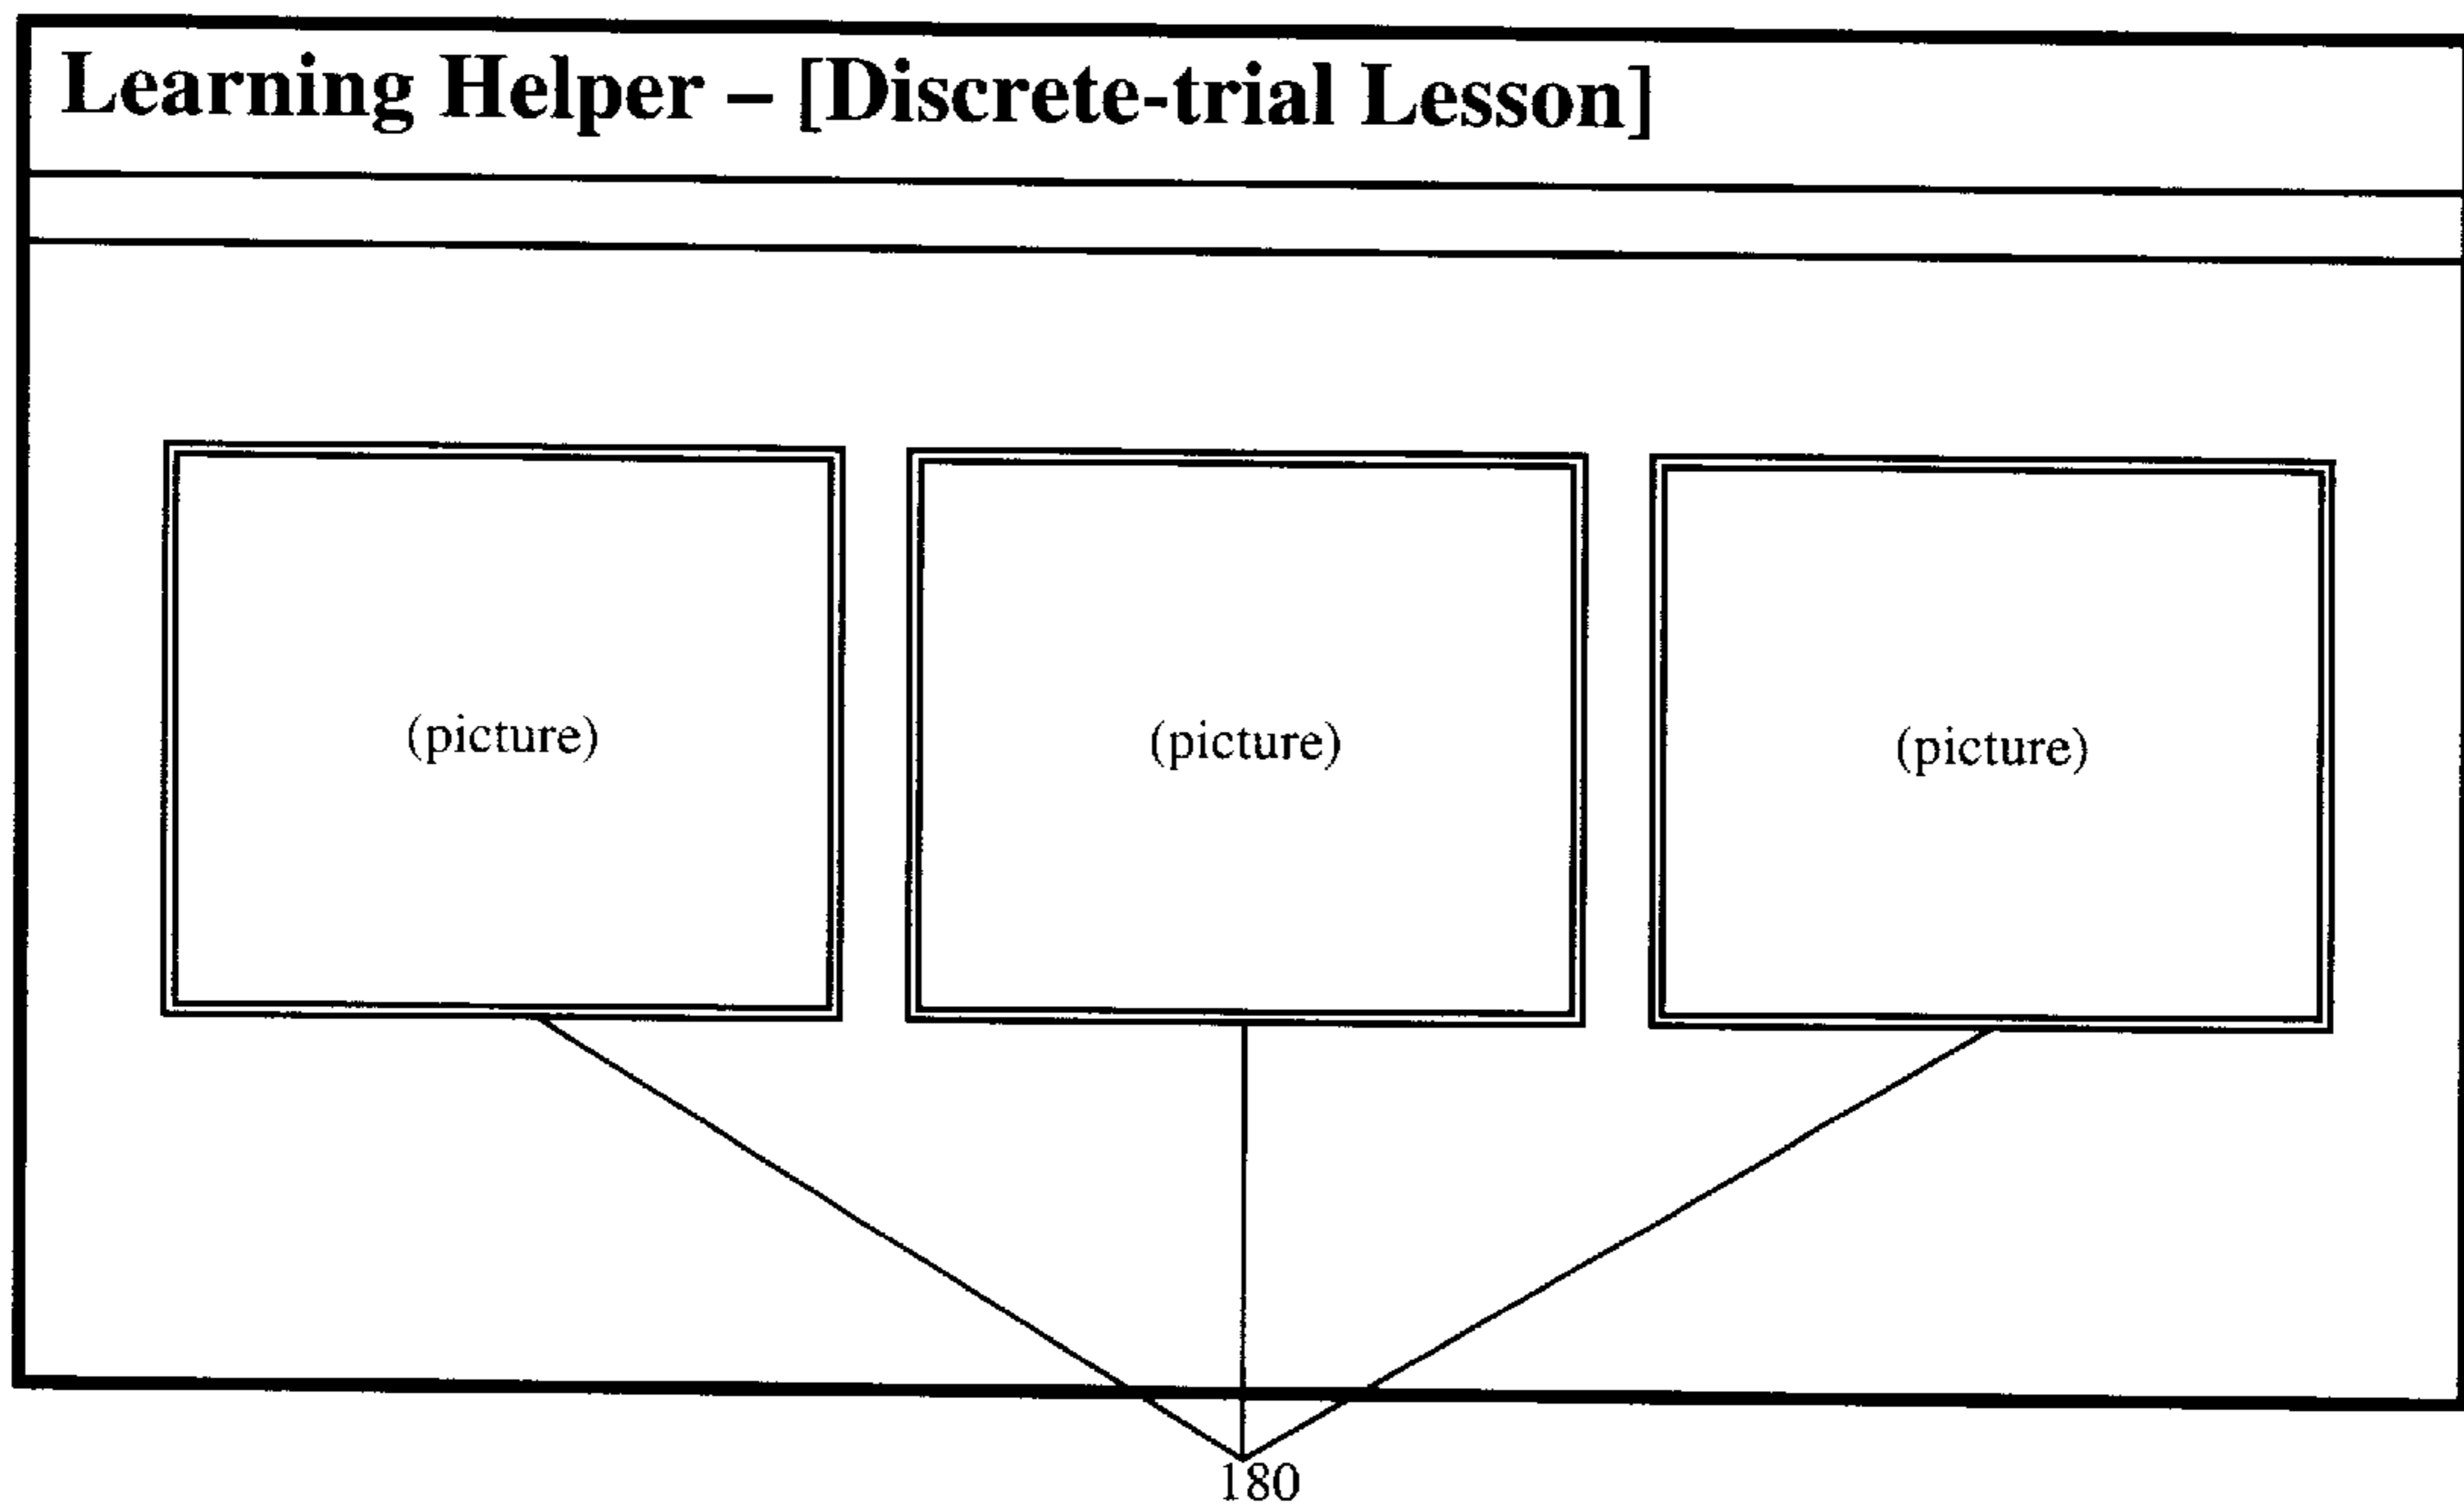 Learning Helper – [Discrete-trial Lesson]
(picture) (picture) (picture)
180